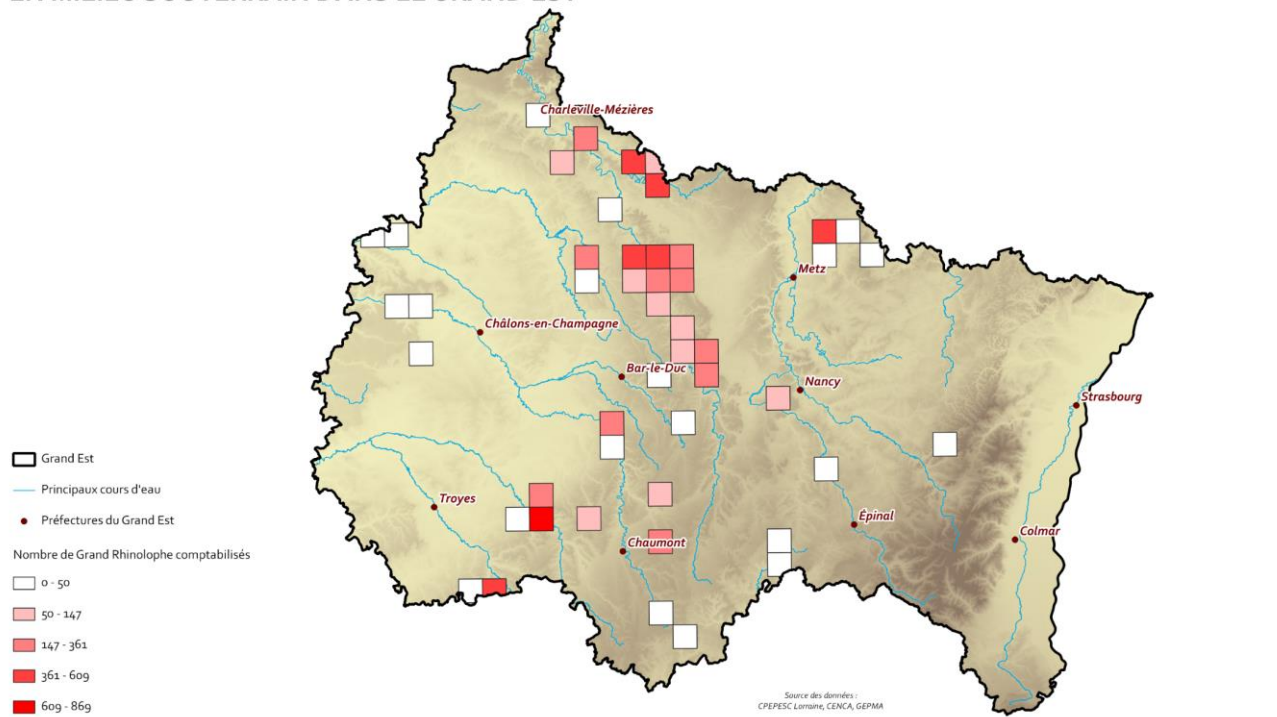 Charleville-Mézières
Metz
Châlons-en-Champagne
Bar-le-Duc
Nancy
Strasbourg
Grand Est
Principaux cours d'eau
Troyes
Préfectures du Grand Est
Épinal
Colmar
Chaumont
Nombre de Grand Rhinolophe comptabilisés
0 - 50
50 - 147
147 - 361
361 - 609
609 - 869
Source des données :
CPEPESC Lorraine, CENCA, GEPMA